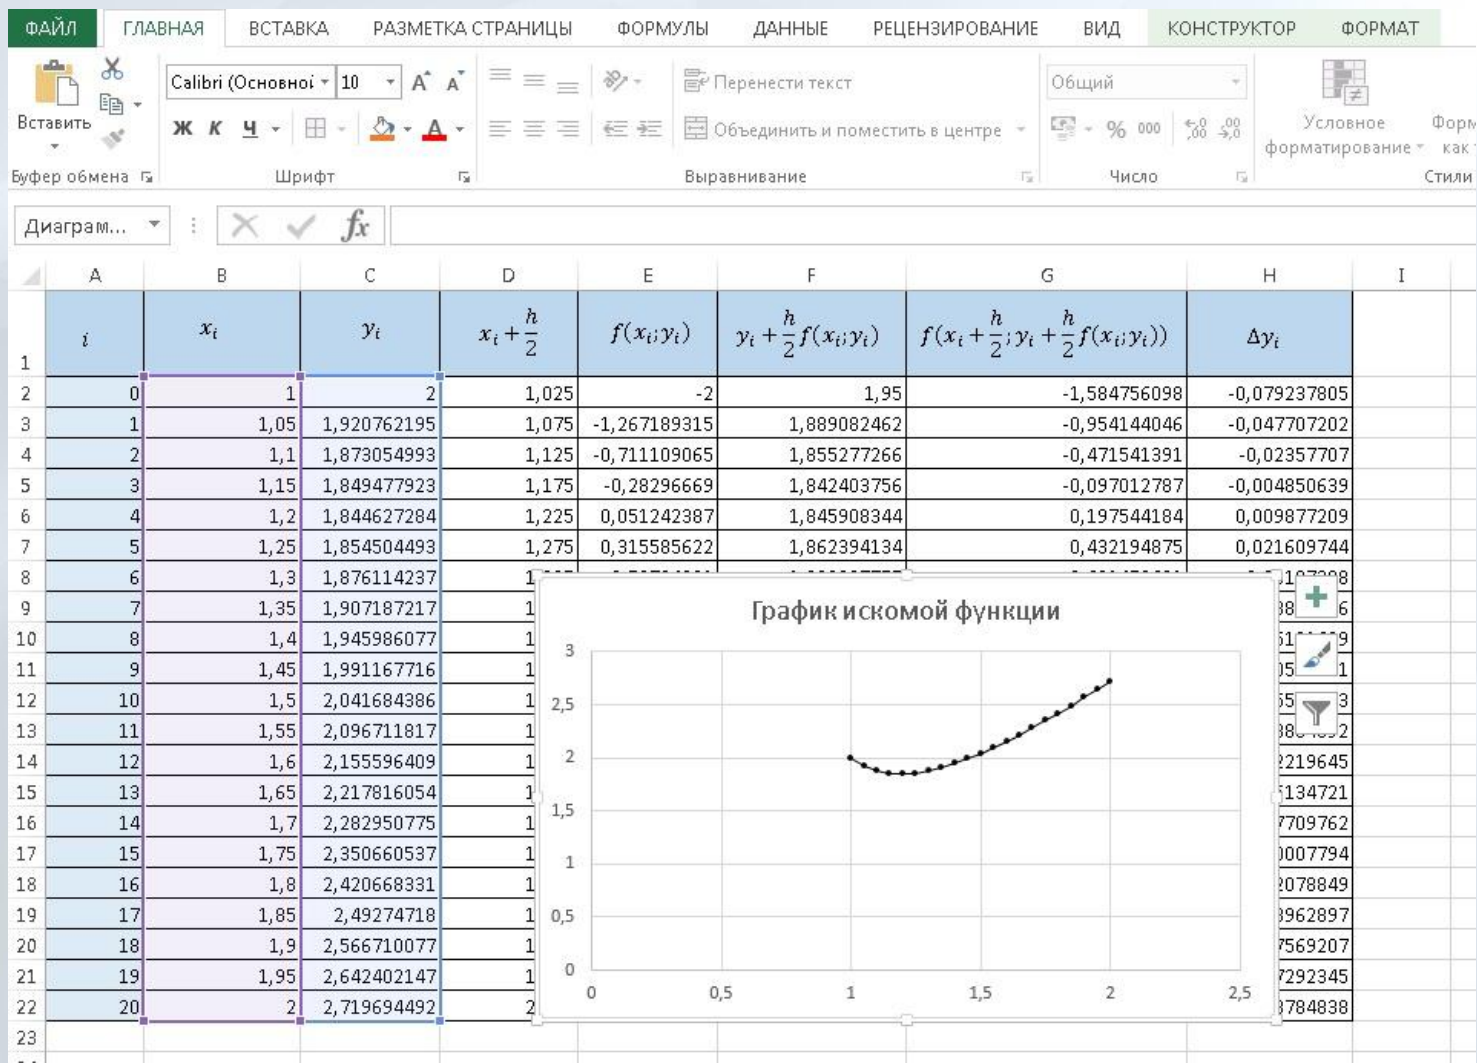 ФАЙЛ ГЛАВНАЯ ВСТАВКА РАЗМЕТКА СТРАНИЦЫ ФОРМУЛЫ ДАННЫЕ РЕЦЕНЗИРОВАНИЕ ВИД КОНСТРУКТОР ФОРМАТ
Calibri (Основної 10 Перенести текст Общий
Вставить Ж К Ч Объединить и поместить в центре % 000 Условное форматирование Форм как
Буфер обмена Шрифт Выравнивание Число Стили
Диаграм... fx
A B C D E F G H I
1 i xᵢ yᵢ xᵢ + h/2 f(xᵢ; yᵢ) yᵢ + h/2 f(xᵢ; yᵢ) f(xᵢ + h/2; yᵢ + h/2 f(xᵢ; yᵢ)) Δyᵢ
2 0 1 2 1,025 -2 1,95 -1,584756098 -0,079237805
3 1 1,05 1,920762195 1,075 -1,267189315 1,889082462 -0,954144046 -0,047707202
4 2 1,1 1,873054993 1,125 -0,711109065 1,855277266 -0,471541391 -0,02357707
5 3 1,15 1,849477923 1,175 -0,28296669 1,842403756 -0,097012787 -0,004850639
6 4 1,2 1,844627284 1,225 0,051242387 1,845908344 0,197544184 0,009877209
7 5 1,25 1,854504493 1,275 0,315585622 1,862394134 0,432194875 0,021609744
8 6 1,3 1,876114237
9 7 1,35 1,907187217
10 8 1,4 1,945986077
11 9 1,45 1,991167716
12 10 1,5 2,041684386
13 11 1,55 2,096711817
14 12 1,6 2,155596409 2219645
15 13 1,65 2,217816054 5134721
16 14 1,7 2,282950775 7709762
17 15 1,75 2,350660537 0007794
18 16 1,8 2,420668331 2078849
19 17 1,85 2,49274718 3962897
20 18 1,9 2,566710077 7569207
21 19 1,95 2,642402147 7292345
22 20 2 2,719694492 3784838
23
График искомой функции
3
2,5
2
1,5
1
0,5
0
0 0,5 1 1,5 2 2,5